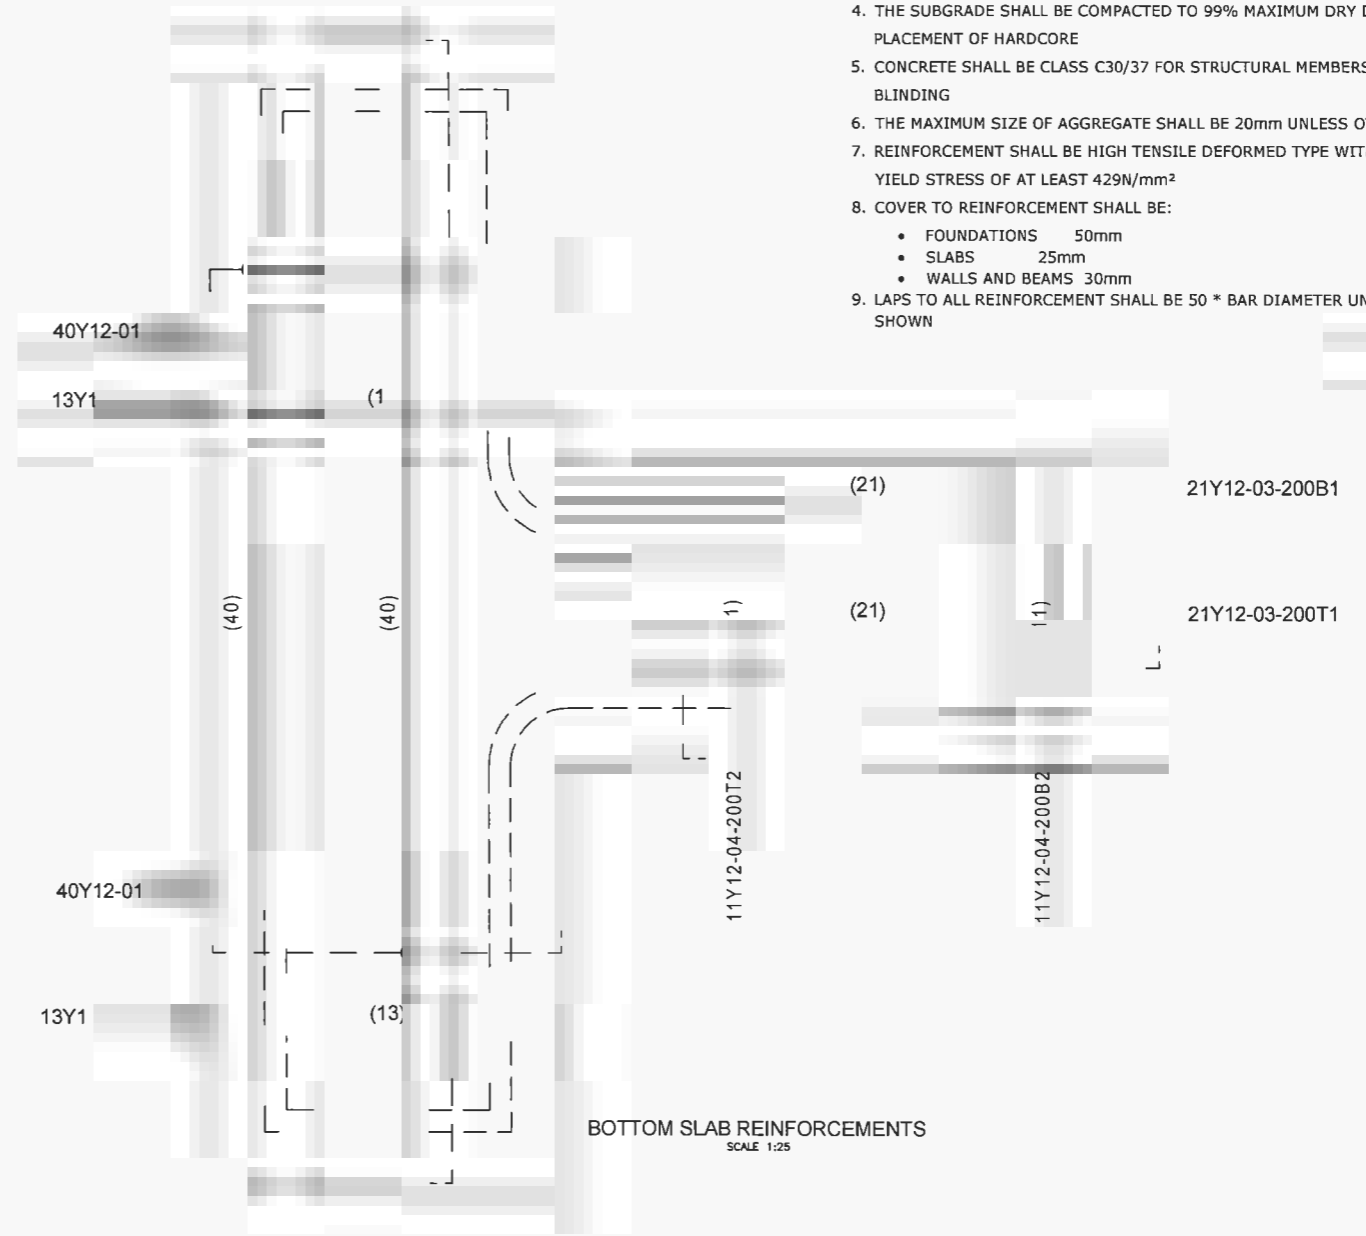 4. THE SUBGRADE SHALL BE COMPACTED TO 99% MAXIMUM DRY
PLACEMENT OF HARDCORE
5. CONCRETE SHALL BE CLASS C30/37 FOR STRUCTURAL MEMBERS
BLINDING
6. THE MAXIMUM SIZE OF AGGREGATE SHALL BE 20mm UNLESS
7. REINFORCEMENT SHALL BE HIGH TENSILE DEFORMED TYPE
YIELD STRESS OF AT LEAST 429N/mm²
8. COVER TO REINFORCEMENT SHALL BE:
• FOUNDATIONS 50mm
• SLABS 25mm
• WALLS AND BEAMS 30mm
9. LAPS TO ALL REINFORCEMENT SHALL BE 50 * BAR DIAMETER
SHOWN
40Y12-01
13Y1 (1
(21) 21Y12-03-200B1
(40) (40)
(21) 21Y12-03-200T1
11Y12-04-200T2
11Y12-04-200B2
40Y12-01
13Y1 (13)
BOTTOM SLAB REINFORCEMENTS
SCALE 1:25